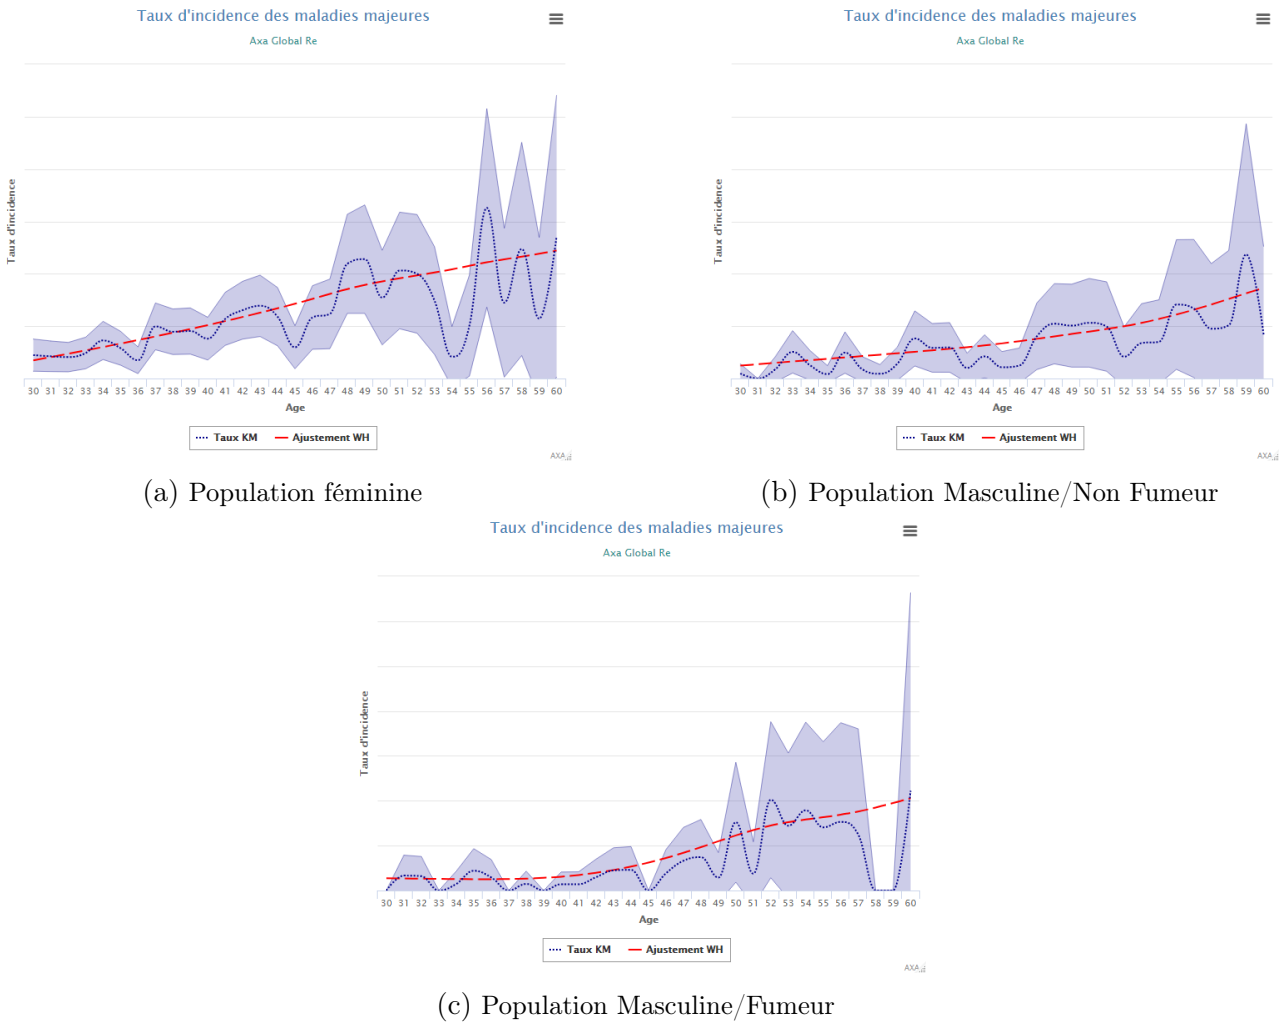 Taux d'incidence des maladies majeures
Axa Global Re
Taux d'incidence
30 31 32 33 34 35 36 37 38 39 40 41 42 43 44 45 46 47 48 49 50 51 52 53 54 55 56 57 58 59 60
Age
Taux KM Ajustement WH
AXA
(a) Population féminine
Taux d'incidence des maladies majeures
Axa Global Re
Taux d'incidence
30 31 32 33 34 35 36 37 38 39 40 41 42 43 44 45 46 47 48 49 50 51 52 53 54 55 56 57 58 59 60
Age
Taux KM Ajustement WH
AXA
(b) Population Masculine/Non Fumeur
Taux d'incidence des maladies majeures
Axa Global Re
Taux d'incidence
30 31 32 33 34 35 36 37 38 39 40 41 42 43 44 45 46 47 48 49 50 51 52 53 54 55 56 57 58 59 60
Age
Taux KM Ajustement WH
AXA
(c) Population Masculine/Fumeur